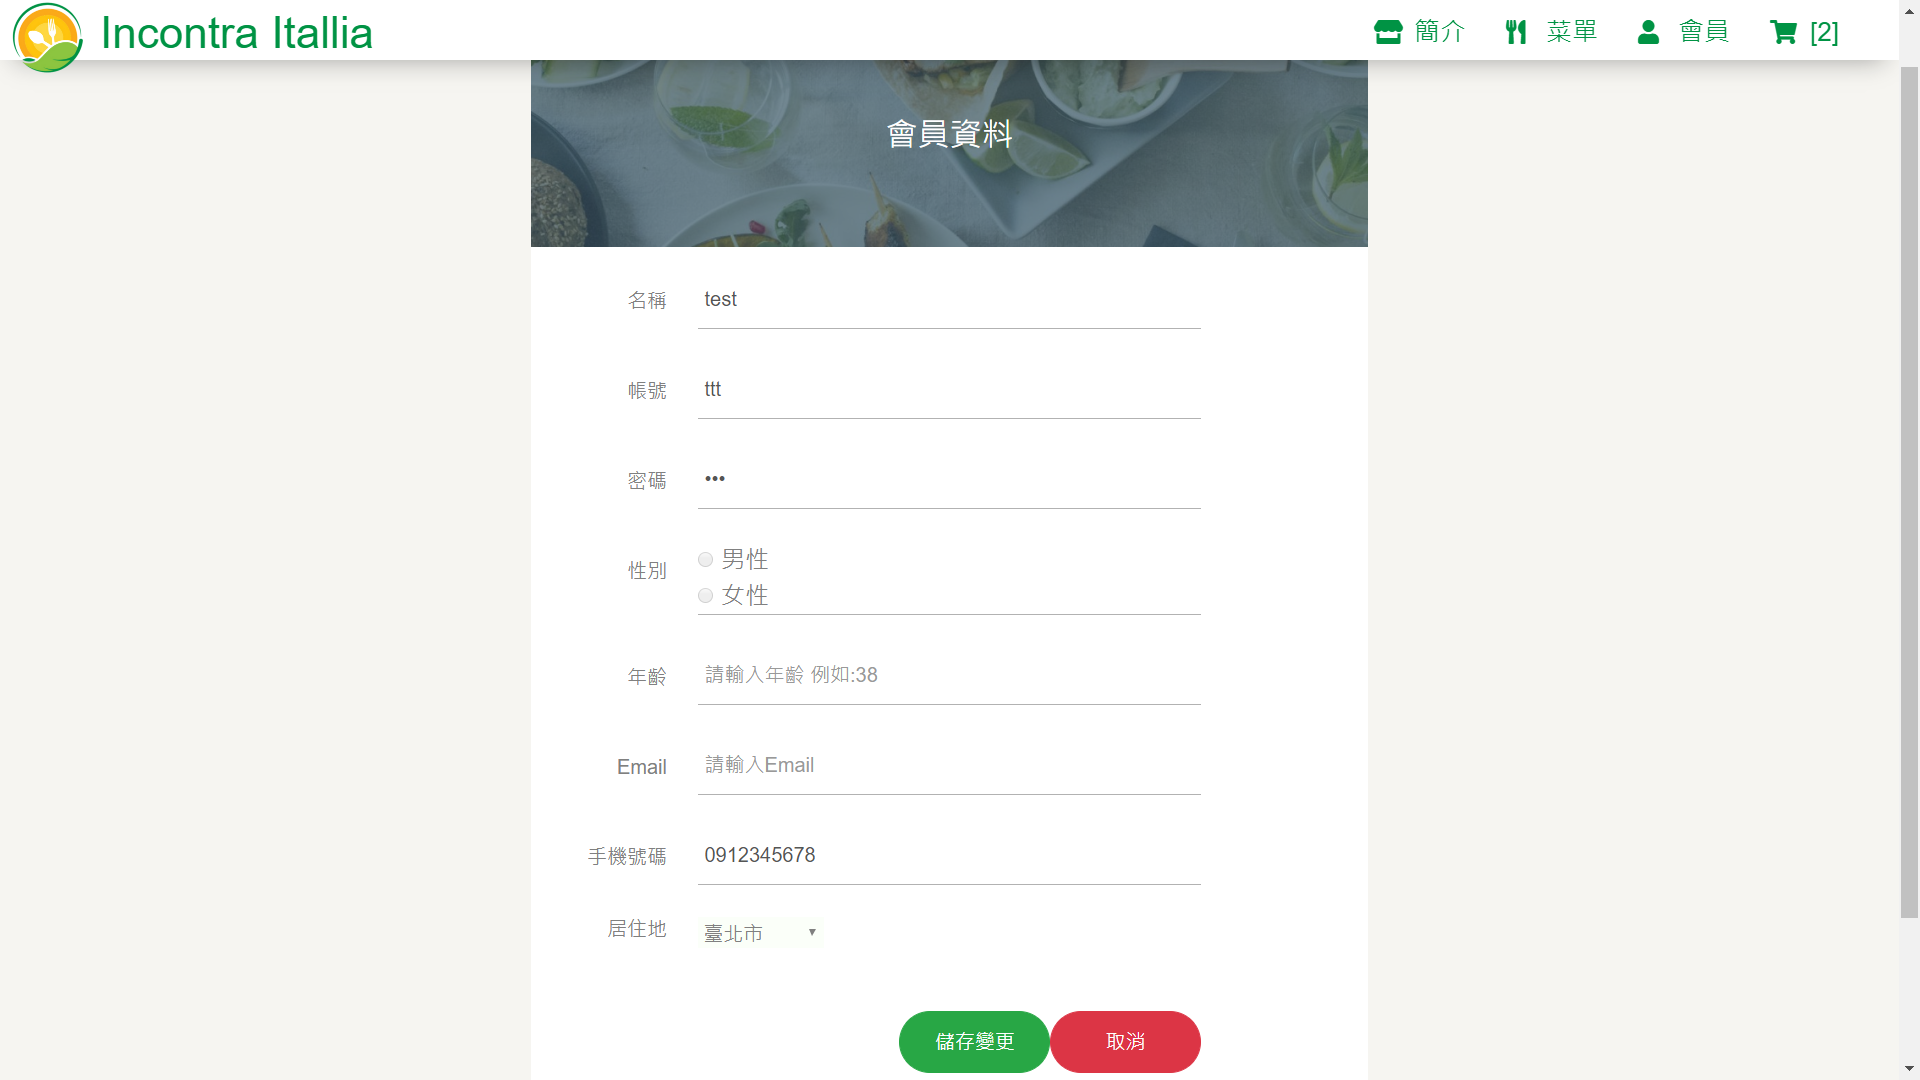 Incontra Itallia
簡介
菜單
會員
[2]
會員資料
名稱
test
帳號
ttt
密碼
•••
性別
男性
女性
年齡
請輸入年齡 例如:38
Email
請輸入Email
手機號碼
0912345678
居住地
臺北市
儲存變更
取消